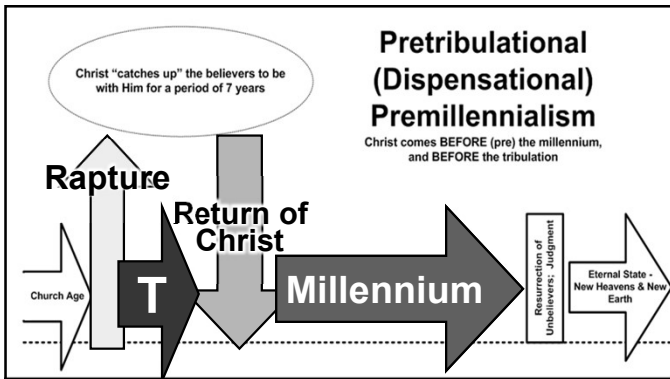 Pretribulational
(Dispensational)
Premillennialism
Christ comes BEFORE (pre) the millennium,
and BEFORE the tribulation
Christ “catches up” the believers to be
with Him for a period of 7 years
Rapture
Return of
Christ
Church Age
T
Millennium
Resurrection of
Unbelievers; Judgment
Eternal State -
New Heavens & New
Earth